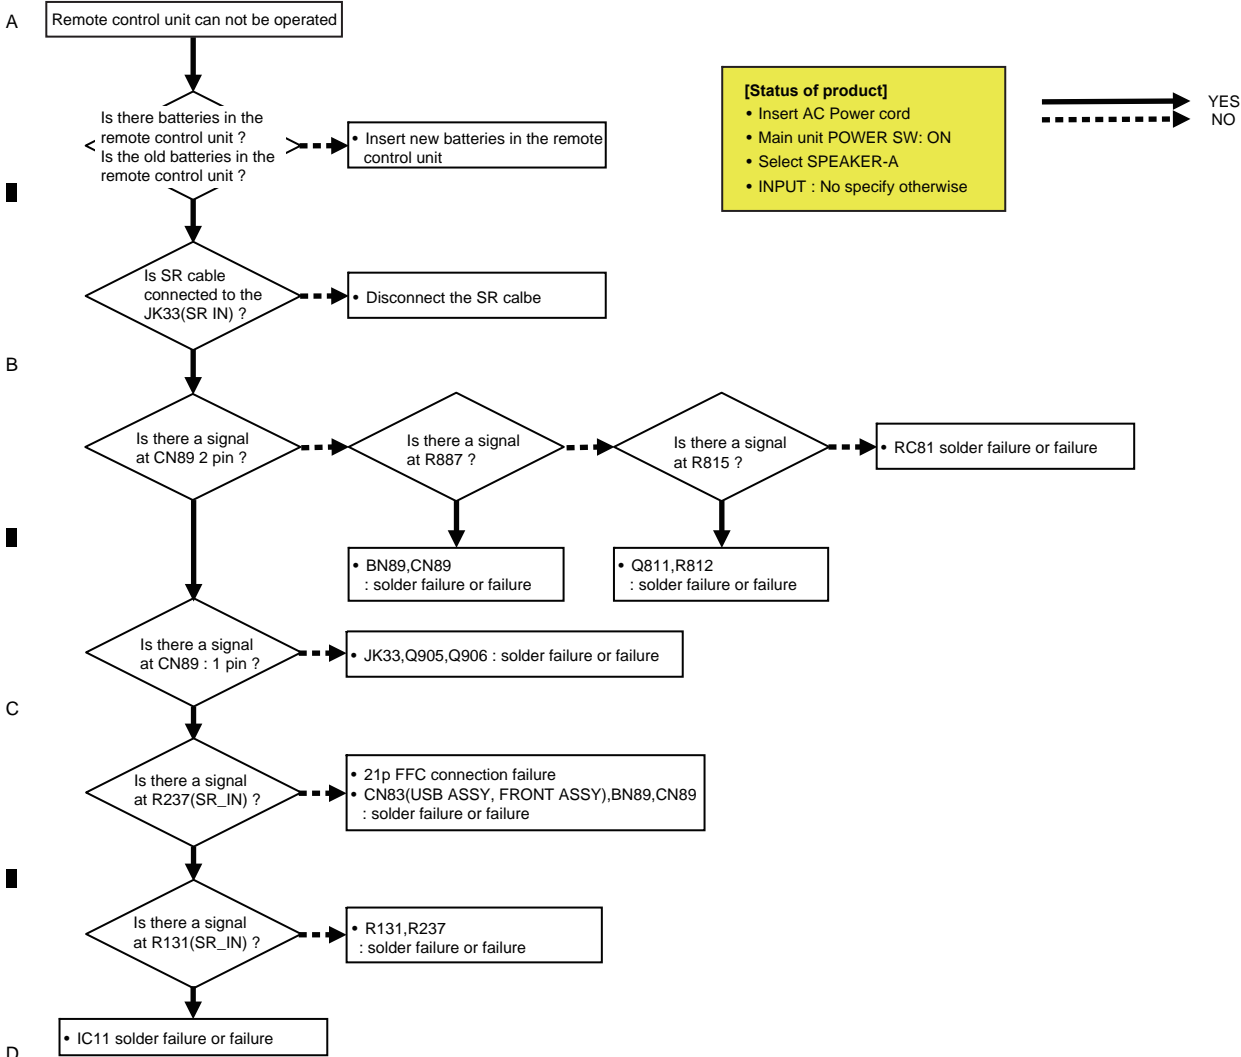 A
Remote control unit can not be operated
Is there batteries in the
remote control unit ?
Is the old batteries in the
remote control unit ?
• Insert new batteries in the remote
control unit
[Status of product]
• Insert AC Power cord
• Main unit POWER SW: ON
• Select SPEAKER-A
• INPUT : No specify otherwise
YES
NO
Is SR cable
connected to the
JK33(SR IN) ?
• Disconnect the SR calbe
B
Is there a signal
at CN89 2 pin ?
Is there a signal
at R887 ?
Is there a signal
at R815 ?
• RC81 solder failure or failure
• BN89,CN89
: solder failure or failure
• Q811,R812
: solder failure or failure
Is there a signal
at CN89 : 1 pin ?
• JK33,Q905,Q906 : solder failure or failure
C
Is there a signal
at R237(SR_IN) ?
• 21p FFC connection failure
• CN83(USB ASSY, FRONT ASSY),BN89,CN89
: solder failure or failure
Is there a signal
at R131(SR_IN) ?
• R131,R237
: solder failure or failure
• IC11 solder failure or failure
D